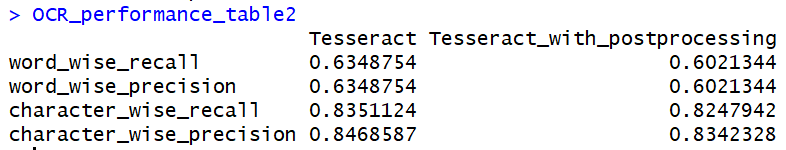 > OCR_performance_table2
Tesseract Tesseract_with_postprocessing
word_wise_recall 0.6348754 0.6021344
word_wise_precision 0.6348754 0.6021344
character_wise_recall 0.8351124 0.8247942
character_wise_precision 0.8468587 0.8342328